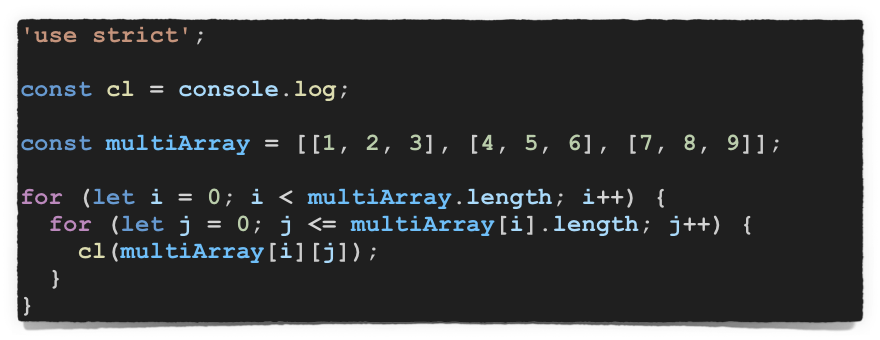 'use strict';
const cl = console.log;
const multiArray = [[1, 2, 3], [4, 5, 6], [7, 8, 9]];
for (let i = 0; i < multiArray.length; i++) {
  for (let j = 0; j <= multiArray[i].length; j++) {
    cl(multiArray[i][j]);
  }
}